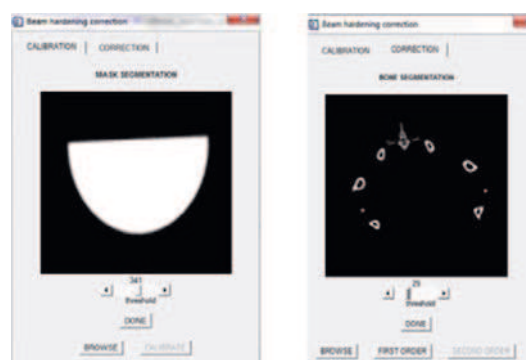 Beam hardening correction
CALIBRATION
CORRECTION
MASK SEGMENTATION
341
threshold
DONE
BROWSE
CALIBRATE
Beam hardening correction
CALIBRATION
CORRECTION
BONE SEGMENTATION
25
threshold
DONE
BROWSE
FIRST ORDER
SECOND ORDER